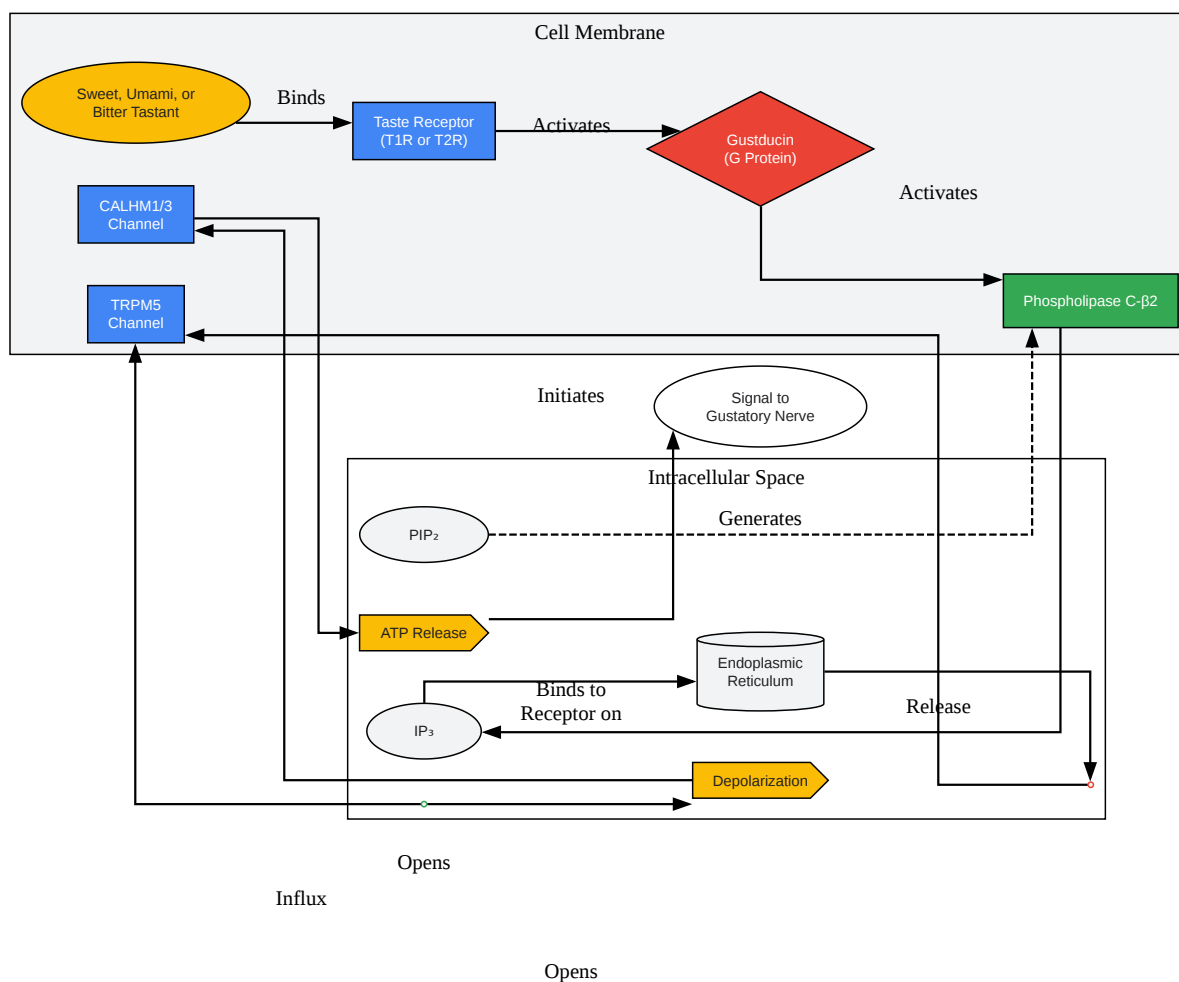 Cell Membrane
Sweet, Umami, or
Bitter Tastant
Binds
Taste Receptor
(T1R or T2R)
Activates
Gustducin
(G Protein)
Activates
CALHM1/3
Channel
TRPM5
Channel
Phospholipase C-β2
Initiates
Signal to
Gustatory Nerve
Intracellular Space
Generates
PIP₂
ATP Release
Endoplasmic
Reticulum
Binds to
Receptor on
Release
IP₃
Depolarization
Opens
Influx
Opens